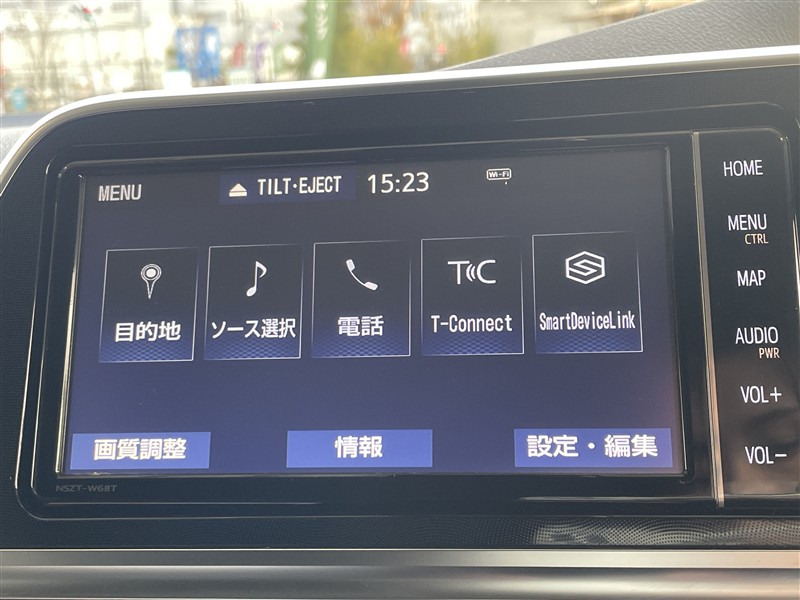 MENU
TILT·EJECT
15:23
Wi-Fi
目的地
ソース選択
電話
TC
T-Connect
SmartDeviceLink
画質調整
情報
設定・編集
NSZT-W68T
HOME
MENU
CTRL
MAP
AUDIO
PWR
VOL+
VOL-